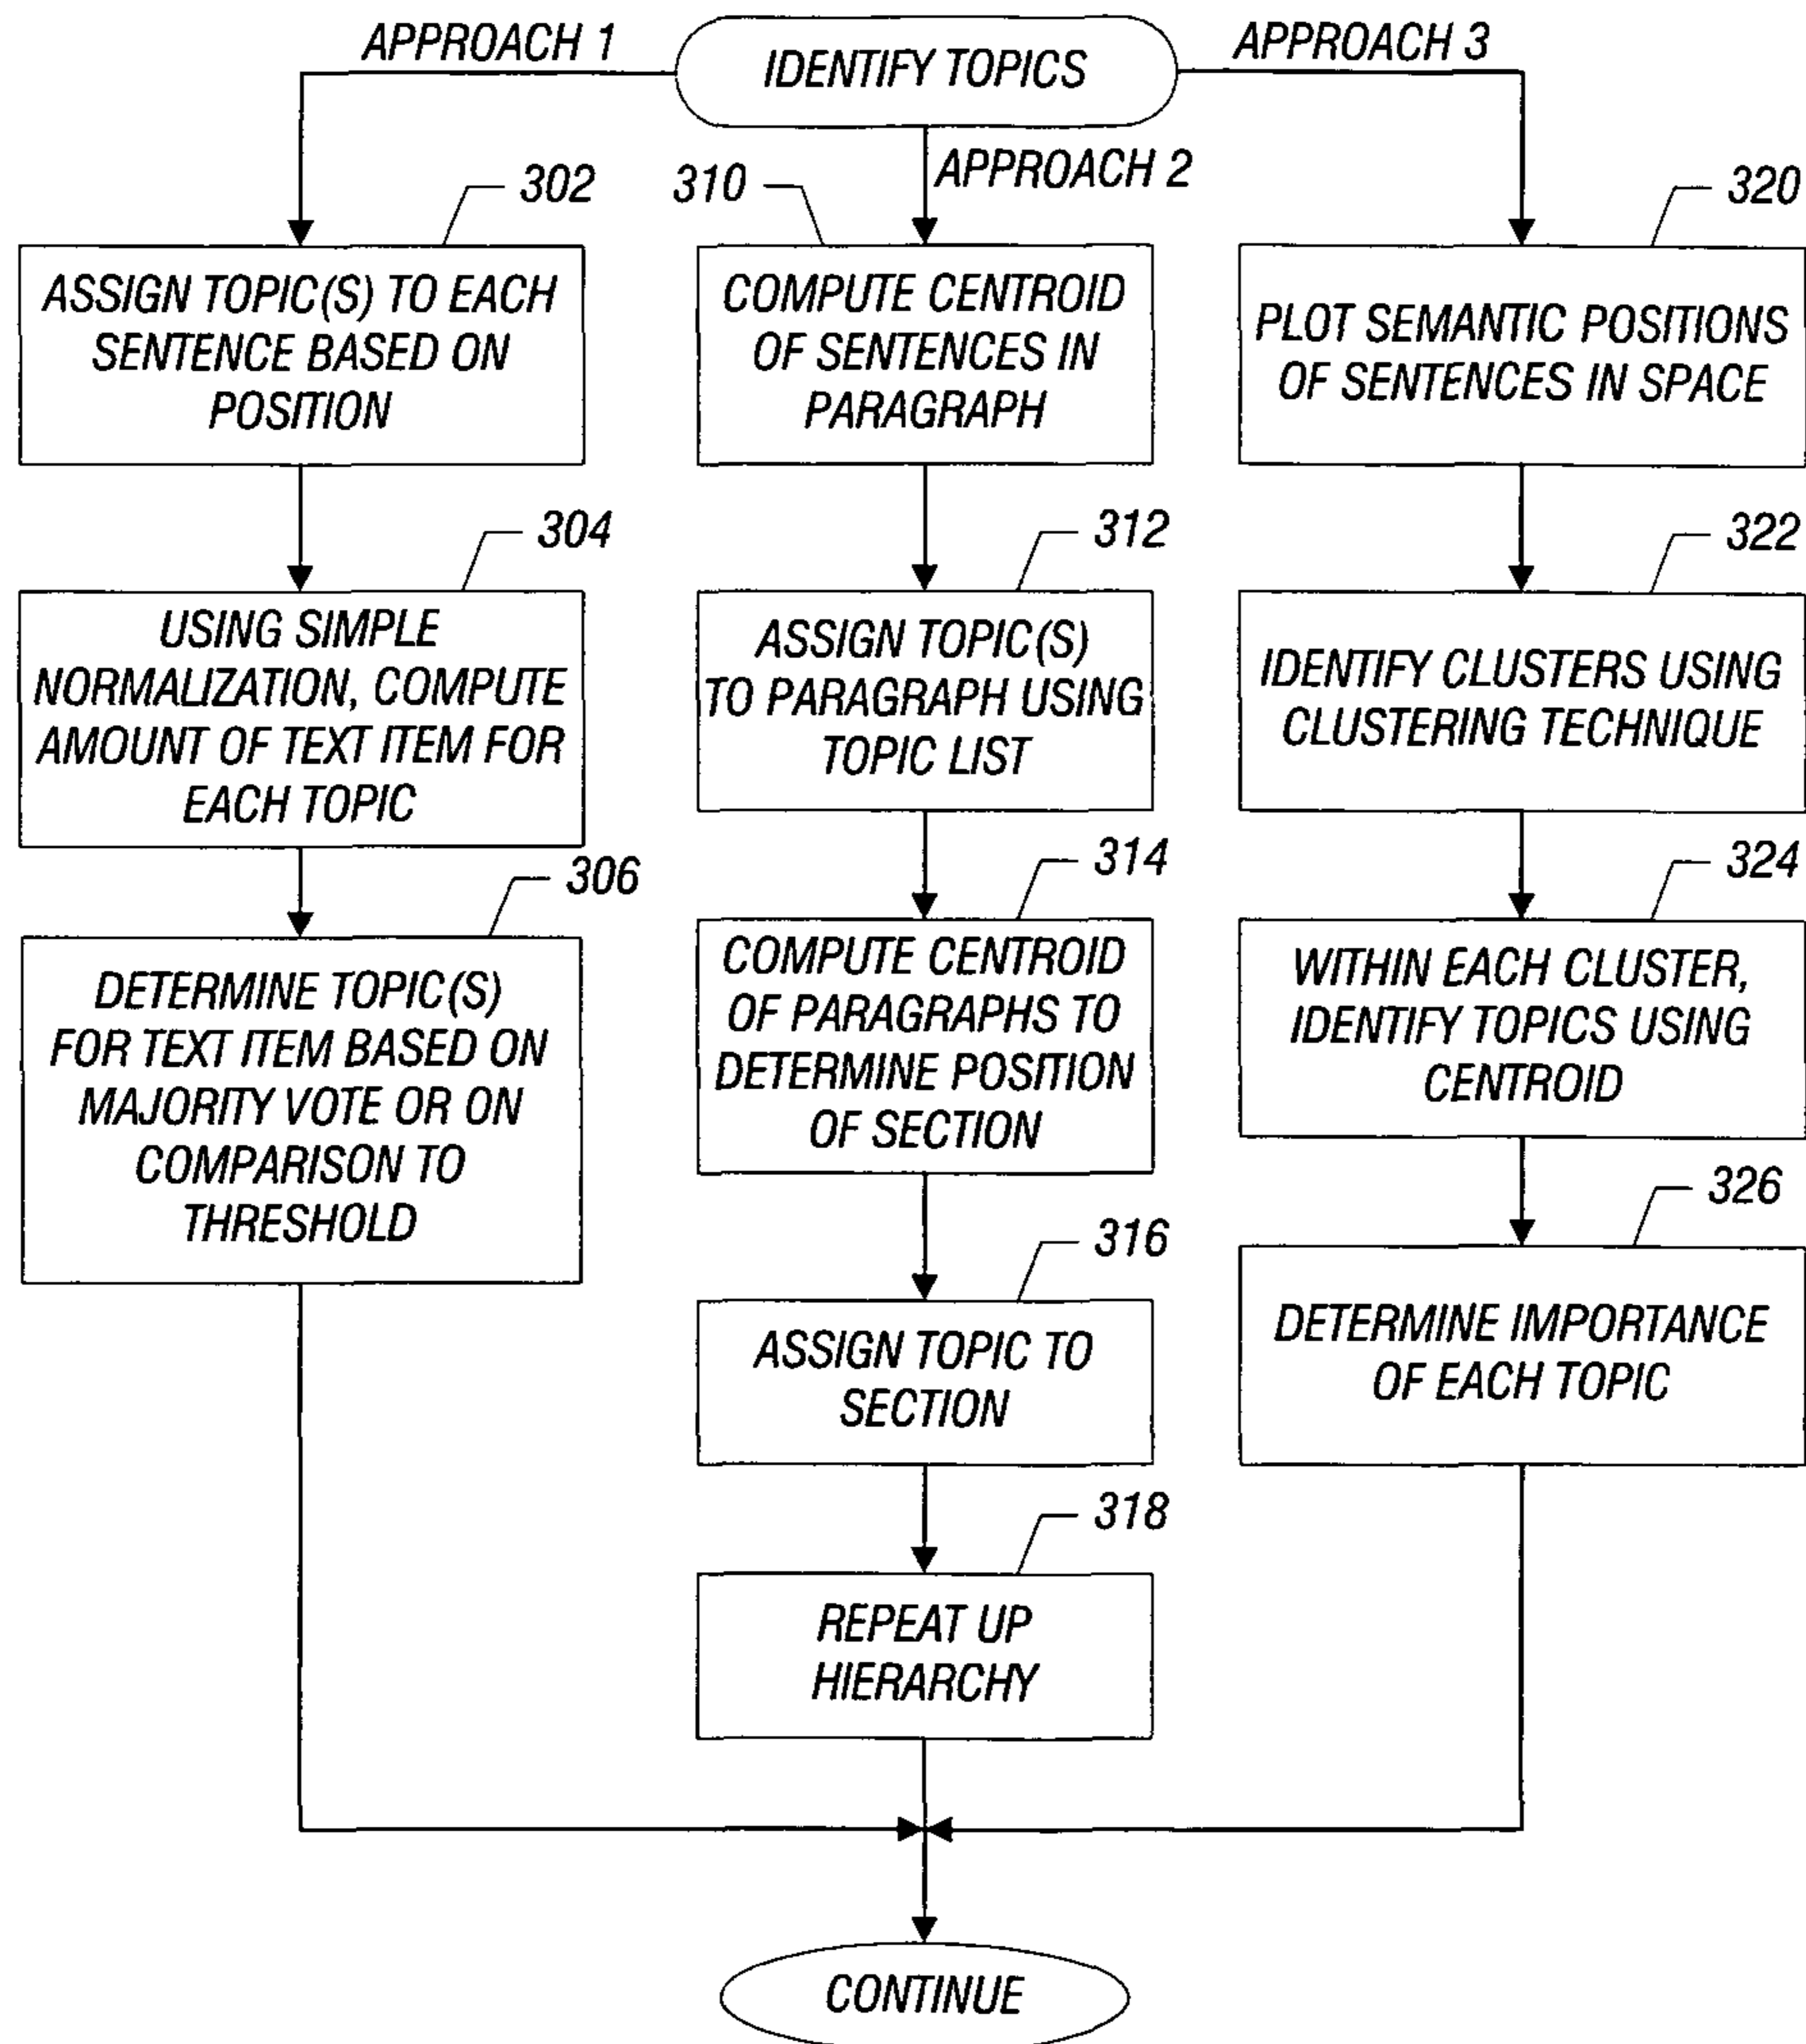 APPROACH 1
IDENTIFY TOPICS
APPROACH 3
APPROACH 2
302
ASSIGN TOPIC(S) TO EACH
SENTENCE BASED ON
POSITION
304
USING SIMPLE
NORMALIZATION, COMPUTE
AMOUNT OF TEXT ITEM FOR
EACH TOPIC
306
DETERMINE TOPIC(S)
FOR TEXT ITEM BASED ON
MAJORITY VOTE OR ON
COMPARISON TO
THRESHOLD
310
COMPUTE CENTROID
OF SENTENCES IN
PARAGRAPH
312
ASSIGN TOPIC(S)
TO PARAGRAPH USING
TOPIC LIST
314
COMPUTE CENTROID
OF PARAGRAPHS TO
DETERMINE POSITION
OF SECTION
316
ASSIGN TOPIC TO
SECTION
318
REPEAT UP
HIERARCHY
320
PLOT SEMANTIC POSITIONS
OF SENTENCES IN SPACE
322
IDENTIFY CLUSTERS USING
CLUSTERING TECHNIQUE
324
WITHIN EACH CLUSTER,
IDENTIFY TOPICS USING
CENTROID
326
DETERMINE IMPORTANCE
OF EACH TOPIC
CONTINUE